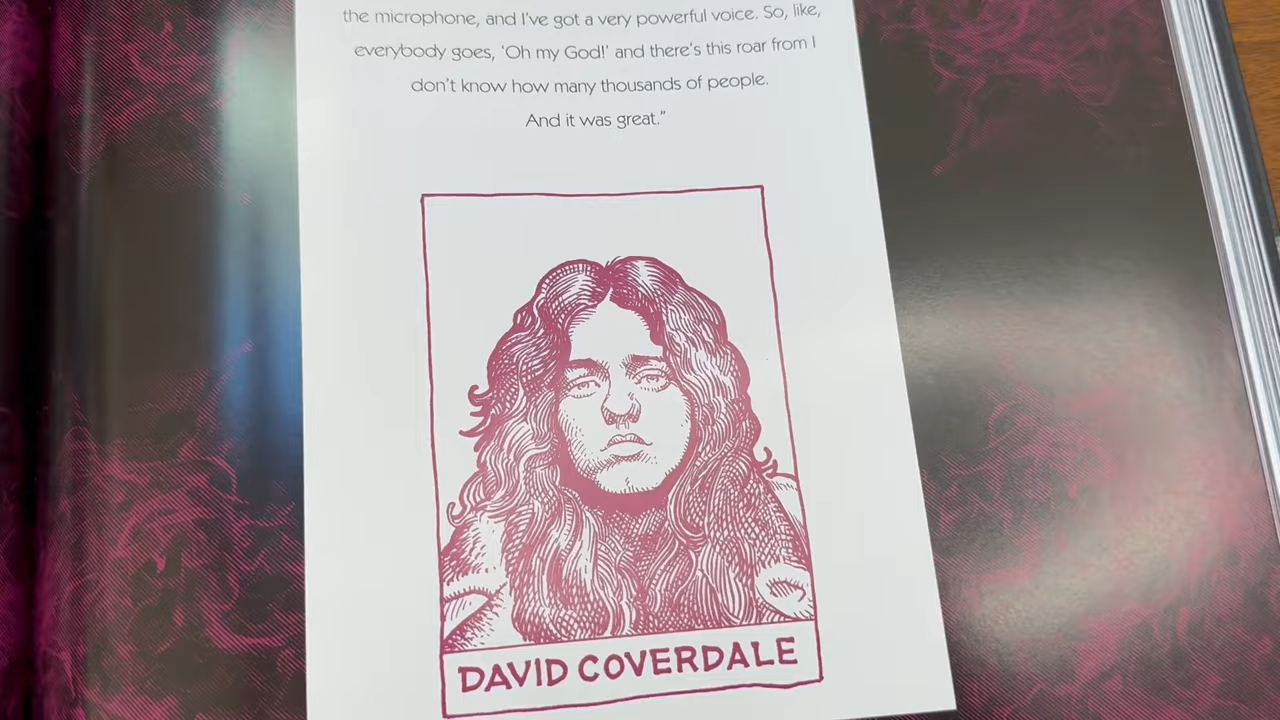 the microphone, and I've got a very powerful voice. So, like,
everybody goes, 'Oh my God!' and there's this roar from I
don't know how many thousands of people.
And it was great."
DAVID COVERDALE